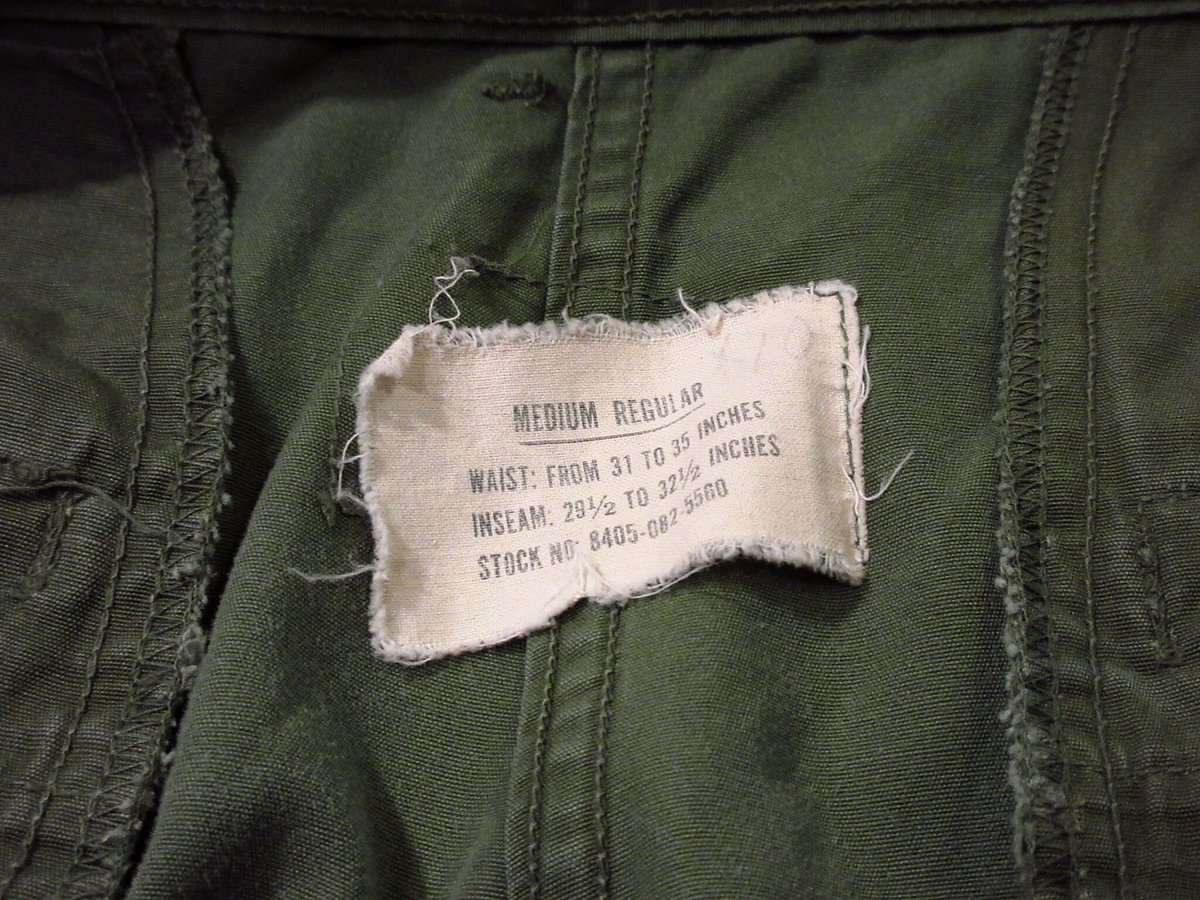 MEDIUM REGULAR
WAIST: FROM 31 TO 35 INCHES
INSEAM: 29½ TO 32½ INCHES
STOCK NO: 8405-082-5560